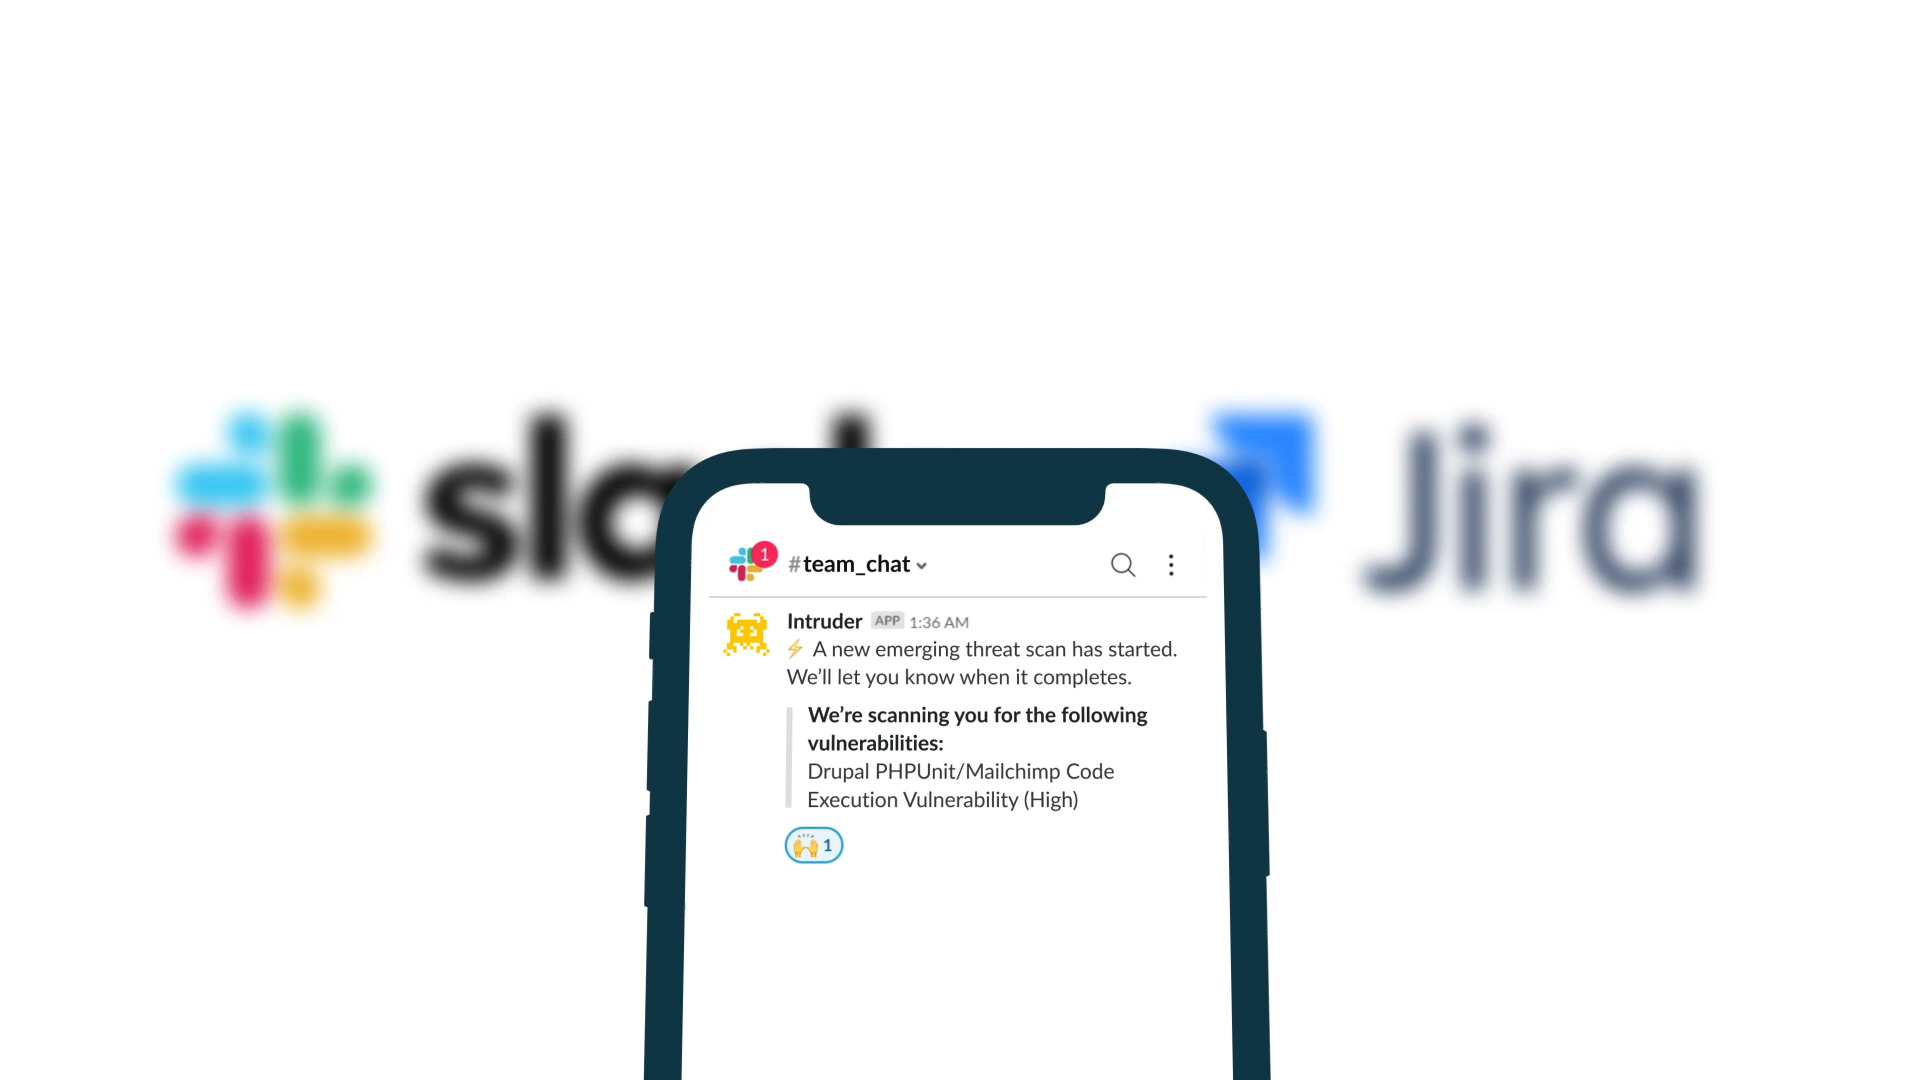 slack
Jira
1
#team_chat
Intruder APP 1:36 AM
⚡ A new emerging threat scan has started.
We’ll let you know when it completes.
We’re scanning you for the following
vulnerabilities:
Drupal PHPUnit/Mailchimp Code
Execution Vulnerability (High)
🙌 1